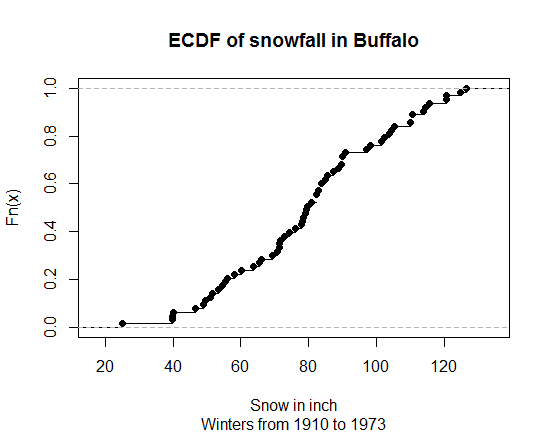 ECDF of snowfall in Buffalo
1.0
0.8
0.6
0.4
0.2
0.0
Fn(x)
20 40 60 80 100 120
Snow in inch
Winters from 1910 to 1973